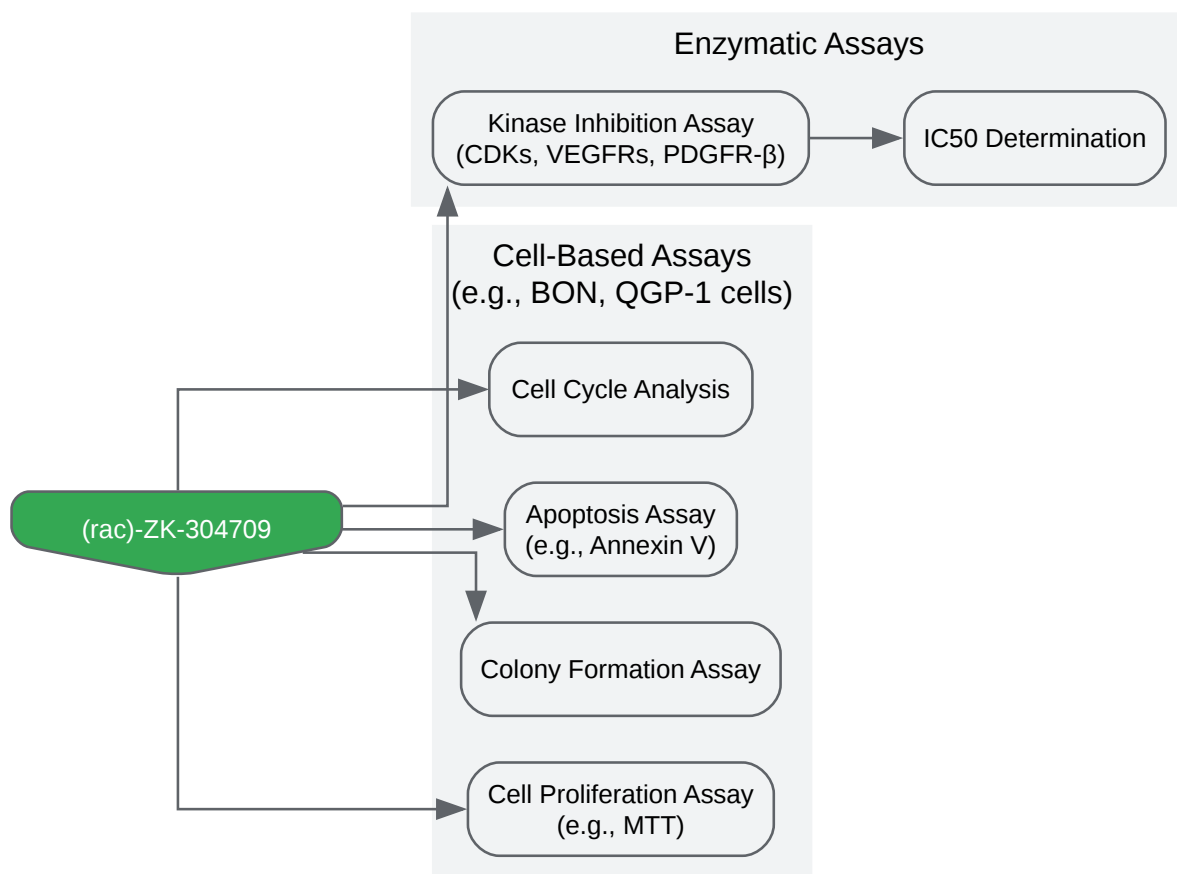 Enzymatic Assays
Kinase Inhibition Assay
(CDKs, VEGFRs, PDGFR-β)
IC50 Determination
Cell-Based Assays
(e.g., BON, QGP-1 cells)
Cell Cycle Analysis
(rac)-ZK-304709
Apoptosis Assay
(e.g., Annexin V)
Colony Formation Assay
Cell Proliferation Assay
(e.g., MTT)